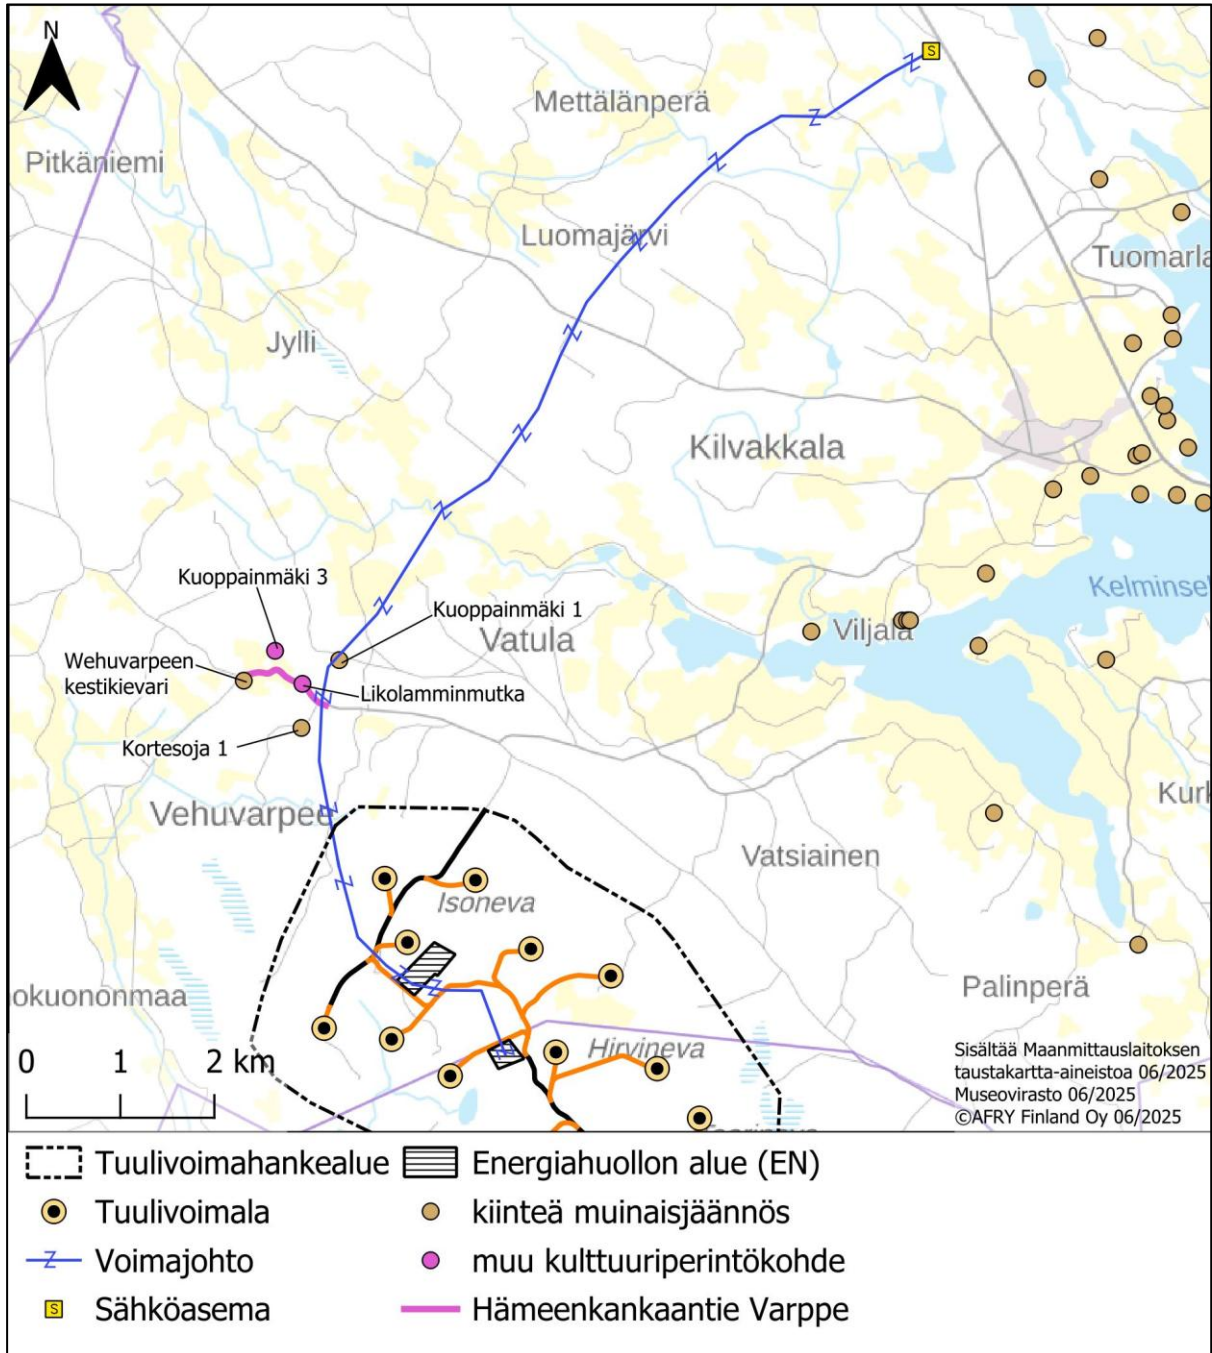 N
S
Mettälänperä
Pitkäniemi
Luomajärvi
Tuomarla
Jylli
Kilvakkala
Kuoppainmäki 3
Kelminsel
Kuoppainmäki 1
Vatula
Viljala
Wehuvarpeen
kestikievari
Likolamminmutka
Kortesoja 1
Kurk
Vehuvarpee
Vatsiainen
Isoneva
okuononmaa
Palinperä
Hirvineva
0 1 2 km
Sisältää Maanmittauslaitoksen
taustakartta-aineistoa 06/2025
Museovirasto 06/2025
©AFRY Finland Oy 06/2025
Tuulivoimahankealue
Energiahuollon alue (EN)
Tuulivoimala
kiinteä muinaisjäännös
Voimajohto
muu kulttuuriperintökohde
S
Sähköasema
Hämeenkankaantie Varppe